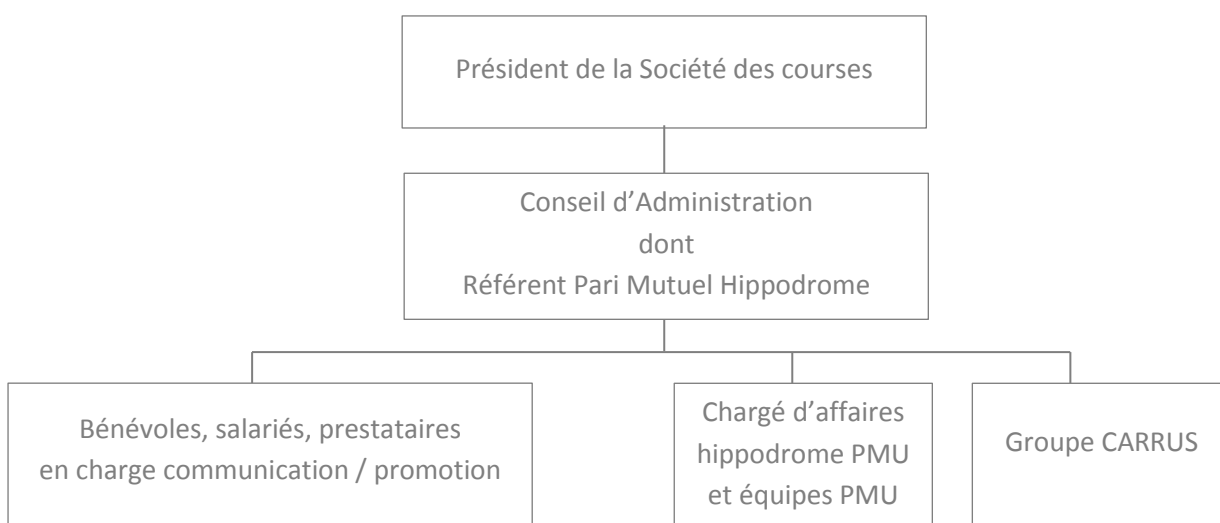 Président de la Société des courses
Conseil d’Administration
dont
Référent Pari Mutuel Hippodrome
Bénévoles, salariés, prestataires
en charge communication / promotion
Chargé d’affaires
hippodrome PMU
et équipes PMU
Groupe CARRUS